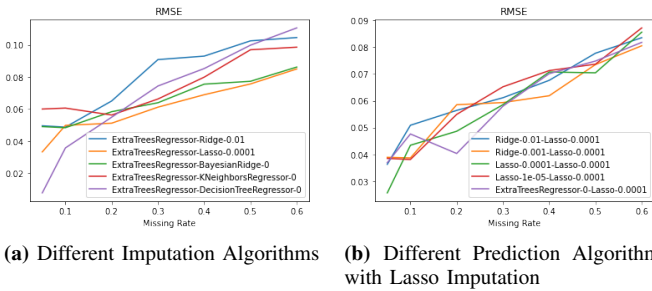 RMSE
0.10
0.08
0.06
0.04
0.02
ExtraTreesRegressor-Ridge-0.01
ExtraTreesRegressor-Lasso-0.0001
ExtraTreesRegressor-BayesianRidge-0
ExtraTreesRegressor-KNeighborsRegressor-0
ExtraTreesRegressor-DecisionTreeRegressor-0
0.1 0.2 0.3 0.4 0.5 0.6
Missing Rate
(a) Different Imputation Algorithms
RMSE
0.09
0.08
0.07
0.06
0.05
0.04
0.03
Ridge-0.01-Lasso-0.0001
Ridge-0.001-Lasso-0.0001
Lasso-0.0001-Lasso-0.0001
Lasso-1e-05-Lasso-0.0001
ExtraTreesRegressor-0-Lasso-0.0001
0.1 0.2 0.3 0.4 0.5 0.6
Missing Rate
(b) Different Prediction Algorithm
with Lasso Imputation